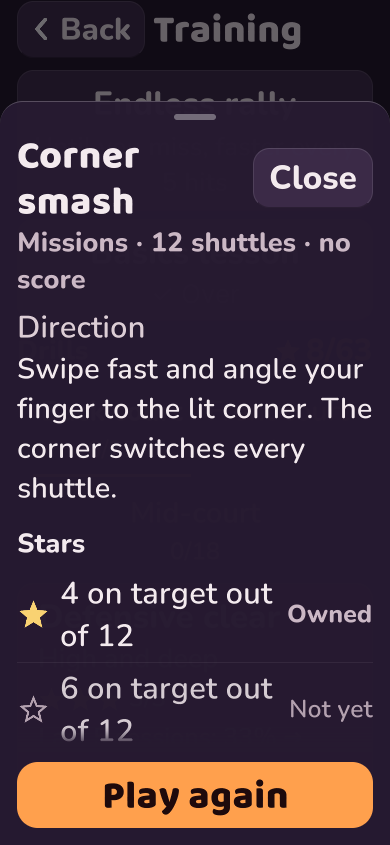 Back Training
Endless rally
Corner
smash
Close
Missions · 12 shuttles · no
score
Direction
Swipe fast and angle your
finger to the lit corner. The
corner switches every
shuttle.
Stars
4 on target out
of 12
Owned
6 on target out
of 12
Not yet
Play again